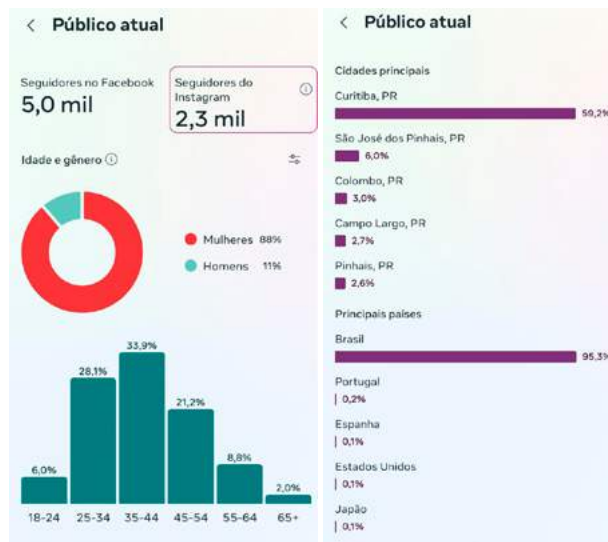 Público atual
Seguidores no Facebook
5,0 mil
Seguidores do
Instagram
2,3 mil
Idade e gênero
Mulheres 88%
Homens 11%
33,9%
28,1%
21,2%
8,8%
6,0%
2,0%
18-24 25-34 35-44 45-54 55-64 65+
Público atual
Cidades principais
Curitiba, PR
59,2%
São José dos Pinhais, PR
6,0%
Colombo, PR
3,0%
Campo Largo, PR
2,7%
Pinhais, PR
2,6%
Principais países
Brasil
95,3%
Portugal
0,2%
Espanha
0,1%
Estados Unidos
0,1%
Japão
0,1%